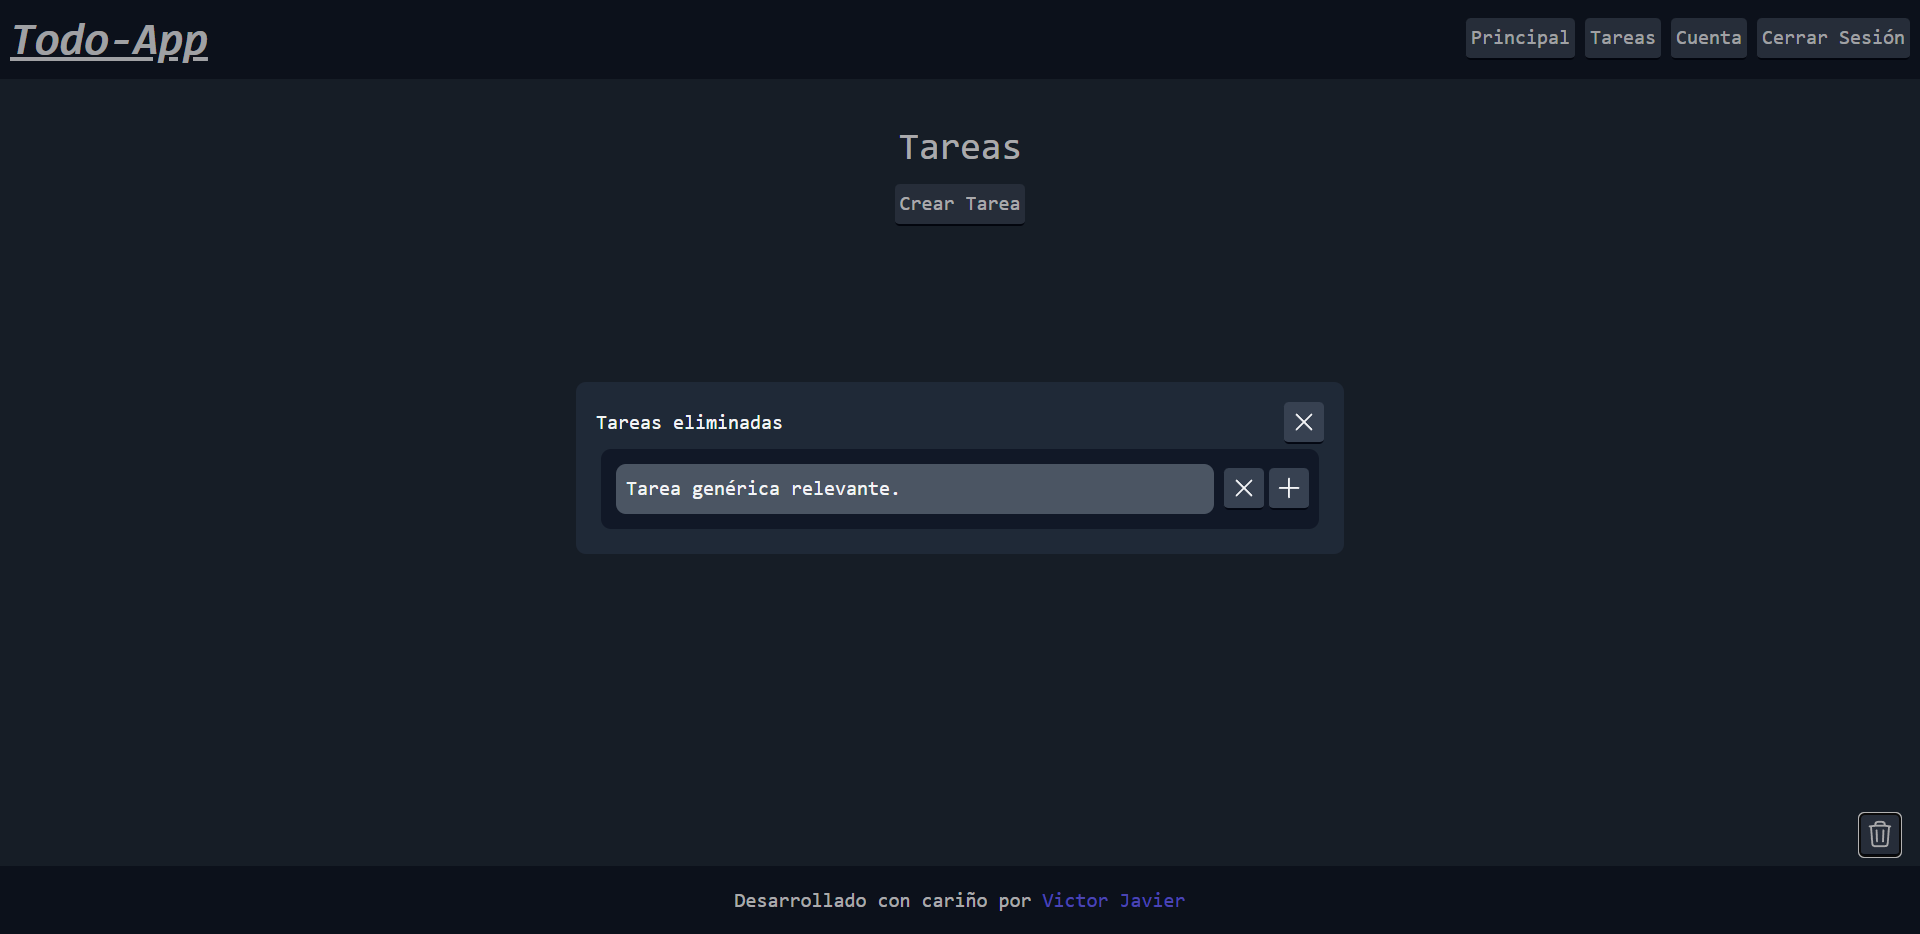 Todo-App
Principal Tareas Cuenta Cerrar Sesión
Tareas
Crear Tarea
Tareas eliminadas
Tarea genérica relevante.
Desarrollado con cariño por Victor Javier